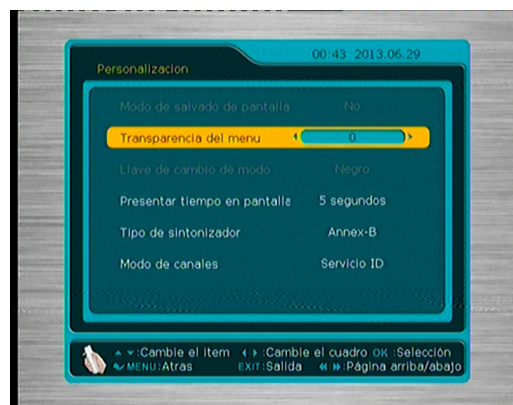 00:43 2013.06.29
Personalizacion
Modo de salvado de pantalla No
Transparencia del menu 0
Llave de cambio de modo Negro
Presentar tiempo en pantalla 5 segundos
Tipo de sintonizador Annex-B
Modo de canales Servicio ID
:Cambie el item :Cambie el cuadro OK :Selección
MENU:Atras EXIT:Salida :Página arriba/abajo